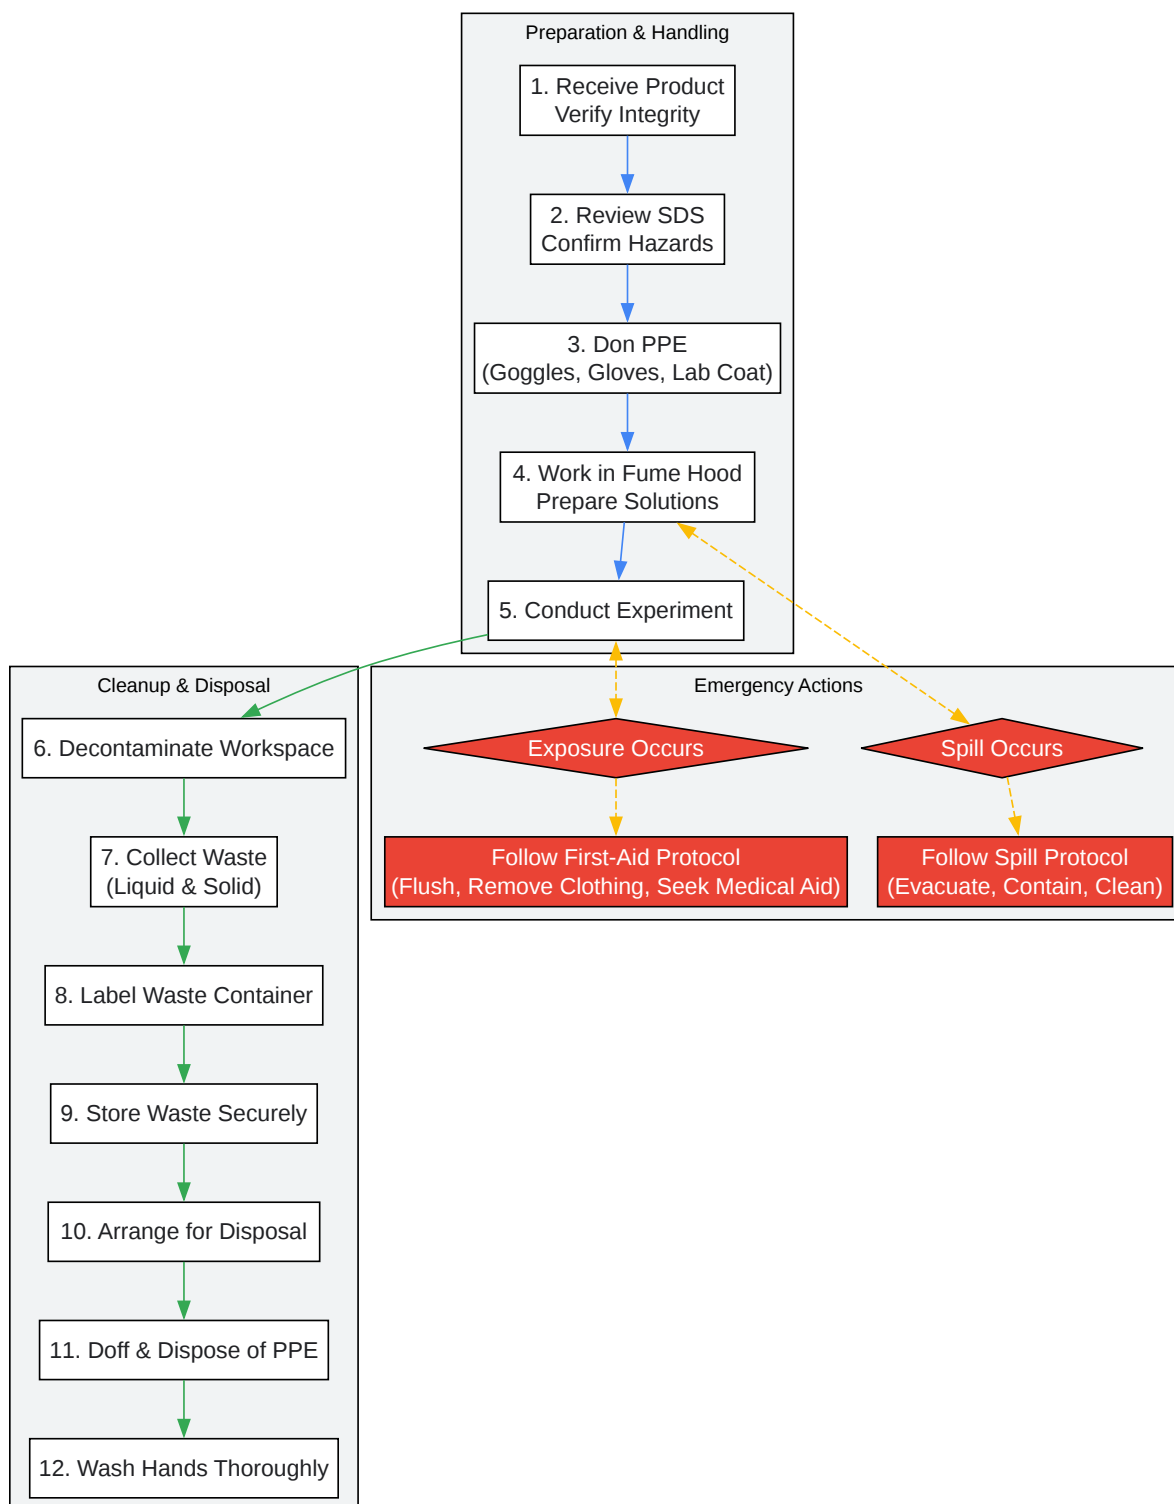 Preparation & Handling
1. Receive Product
Verify Integrity
2. Review SDS
Confirm Hazards
3. Don PPE
(Goggles, Gloves, Lab Coat)
4. Work in Fume Hood
Prepare Solutions
5. Conduct Experiment
Cleanup & Disposal
6. Decontaminate Workspace
7. Collect Waste
(Liquid & Solid)
8. Label Waste Container
9. Store Waste Securely
10. Arrange for Disposal
11. Doff & Dispose of PPE
12. Wash Hands Thoroughly
Emergency Actions
Exposure Occurs
Follow First-Aid Protocol
(Flush, Remove Clothing, Seek Medical Aid)
Spill Occurs
Follow Spill Protocol
(Evacuate, Contain, Clean)